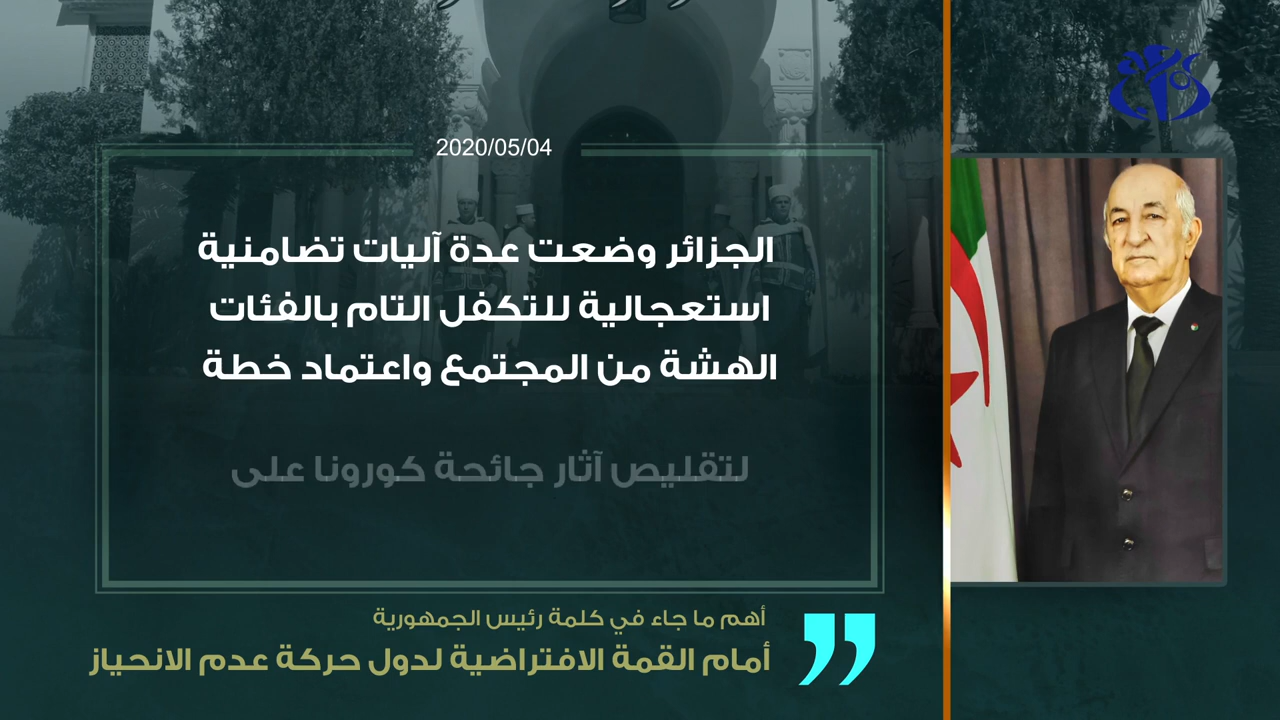 2020/05/04
الجزائر وضعت عدة آليات تضامنية
استعجالية للتكفل التام بالفئات
الهشة من المجتمع واعتماد خطة
لتقليص آثار جائحة كورونا على
أهم ما جاء في كلمة رئيس الجمهورية
أمام القمة الافتراضية لدول حركة عدم الانحياز